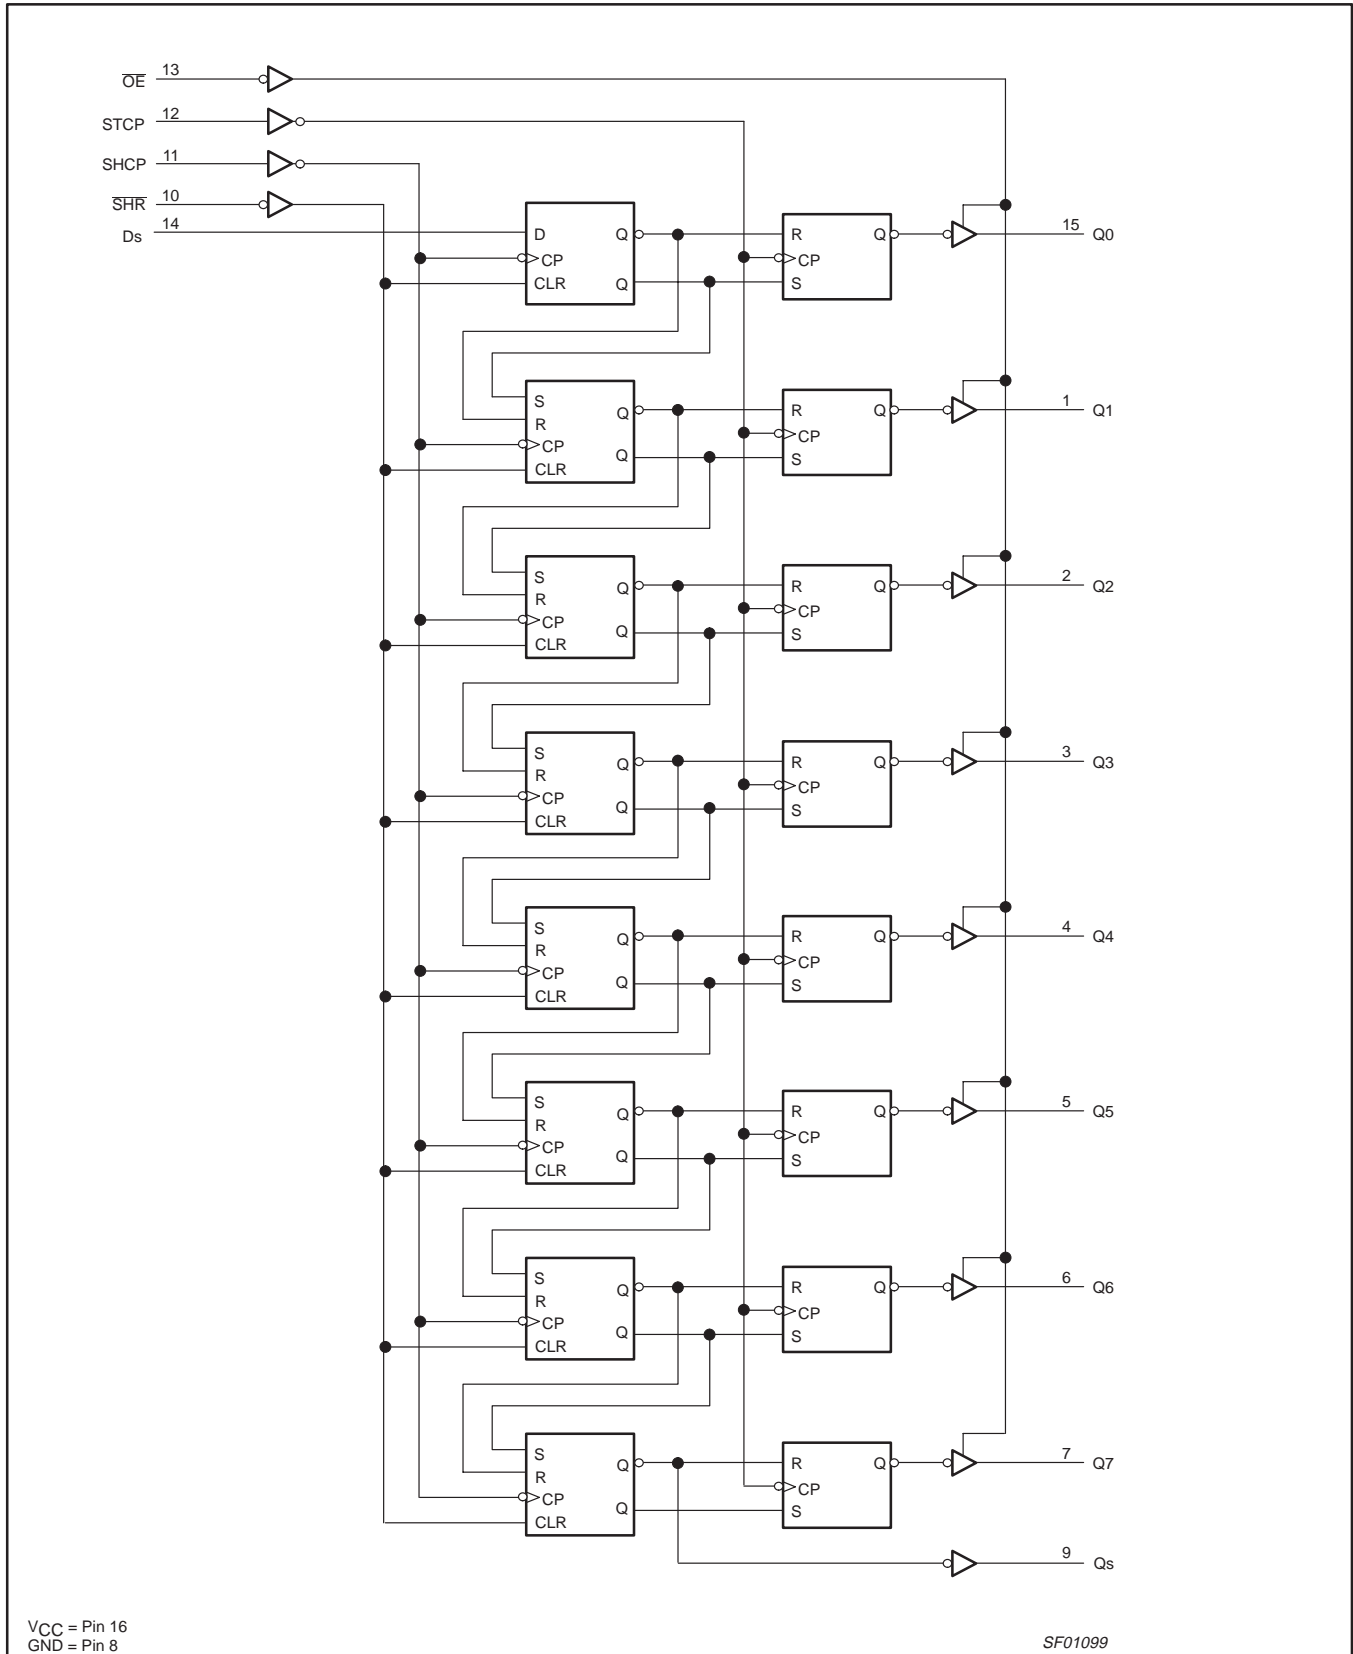 OE 13
STCP 12
SHCP 11
SHR 10
Ds 14
D Q R Q 15 Q0
CP CP
CLR Q S
S Q R Q 1 Q1
R CP
CP Q S
CLR
S Q R Q 2 Q2
R CP
CP Q S
CLR
S Q R Q 3 Q3
R CP
CP Q S
CLR
S Q R Q 4 Q4
R CP
CP Q S
CLR
S Q R Q 5 Q5
R CP
CP Q S
CLR
S Q R Q 6 Q6
R CP
CP Q S
CLR
S Q R Q 7 Q7
R CP
CP Q S
CLR
9 Qs
VCC = Pin 16
GND = Pin 8
SF01099